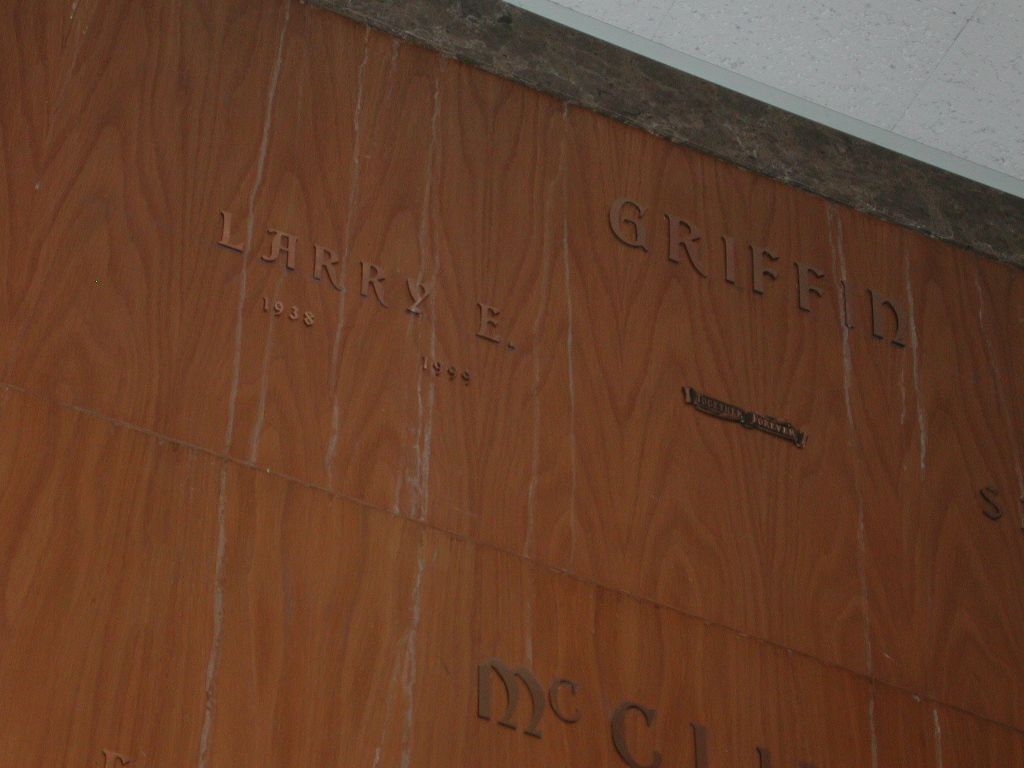 GRIFFIN
LARRY E.
1938 1999
TOGETHER FOREVER
Mc